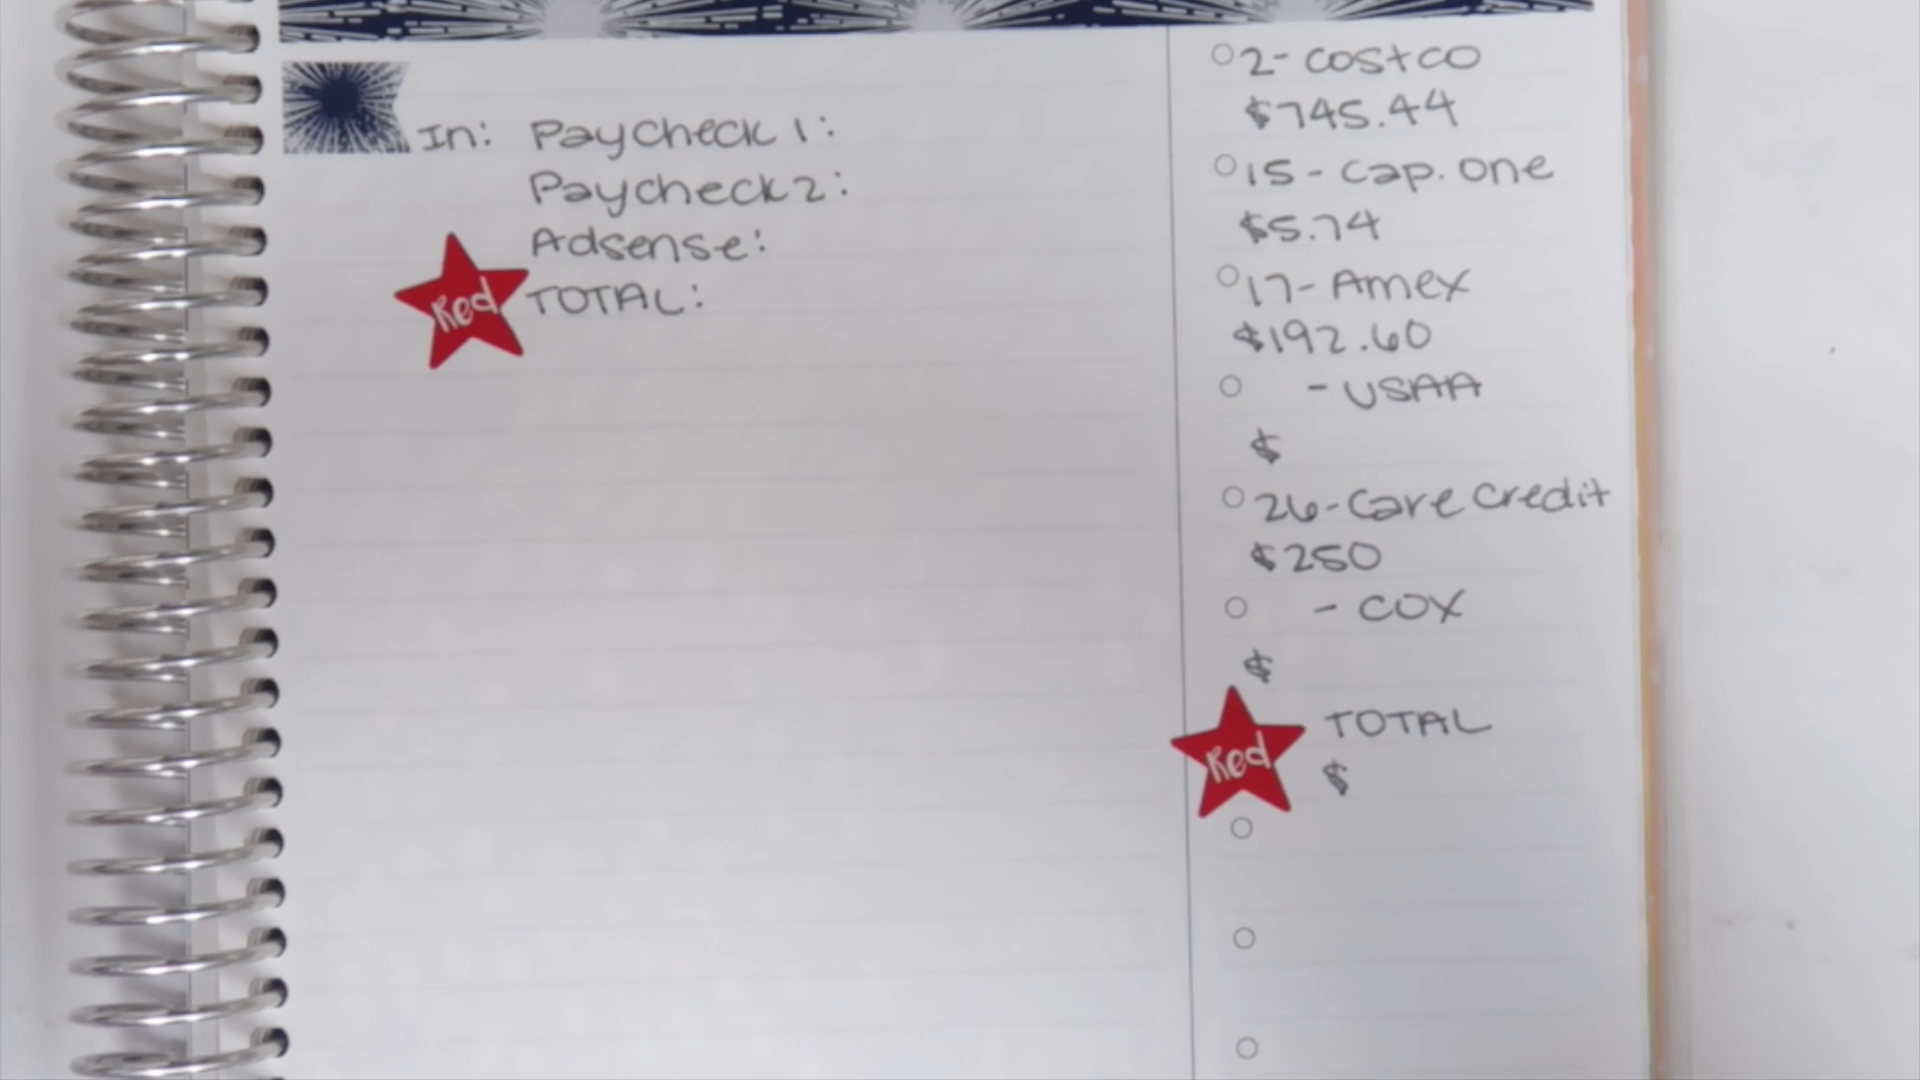 In: Paycheck 1:
Paycheck 2:
Adsense:
Red TOTAL:
2- Costco
$745.44
15- Cap. One
$5.74
17- Amex
$192.60
- USAA
$
26- Care Credit
$250
- COX
$
Red TOTAL
$